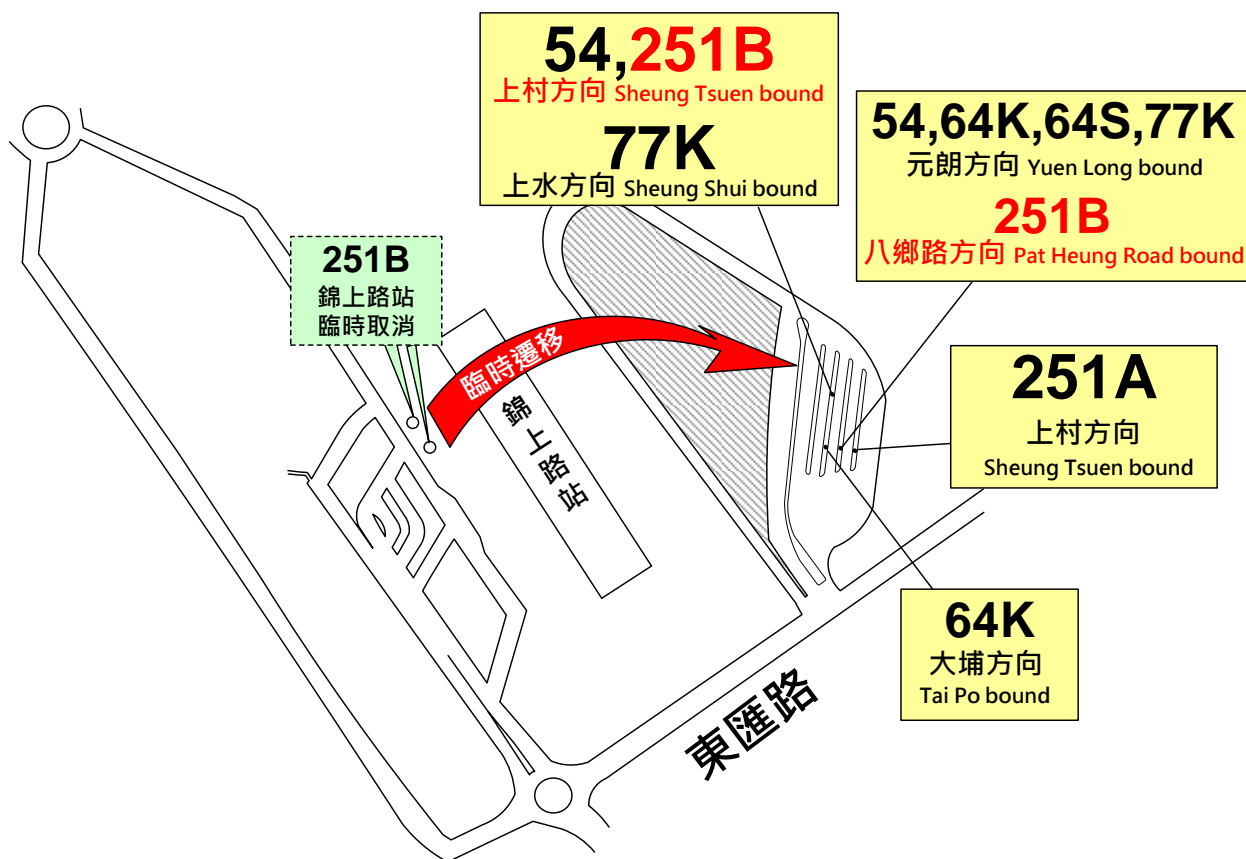 54,251B
上村方向 Sheung Tsuen bound
77K
上水方向 Sheung Shui bound
54,64K,64S,77K
元朗方向 Yuen Long bound
251B
八鄉路方向 Pat Heung Road bound
251B
錦上路站
臨時取消
臨時遷移
錦上路站
251A
上村方向
Sheung Tsuen bound
64K
大埔方向
Tai Po bound
東匯路